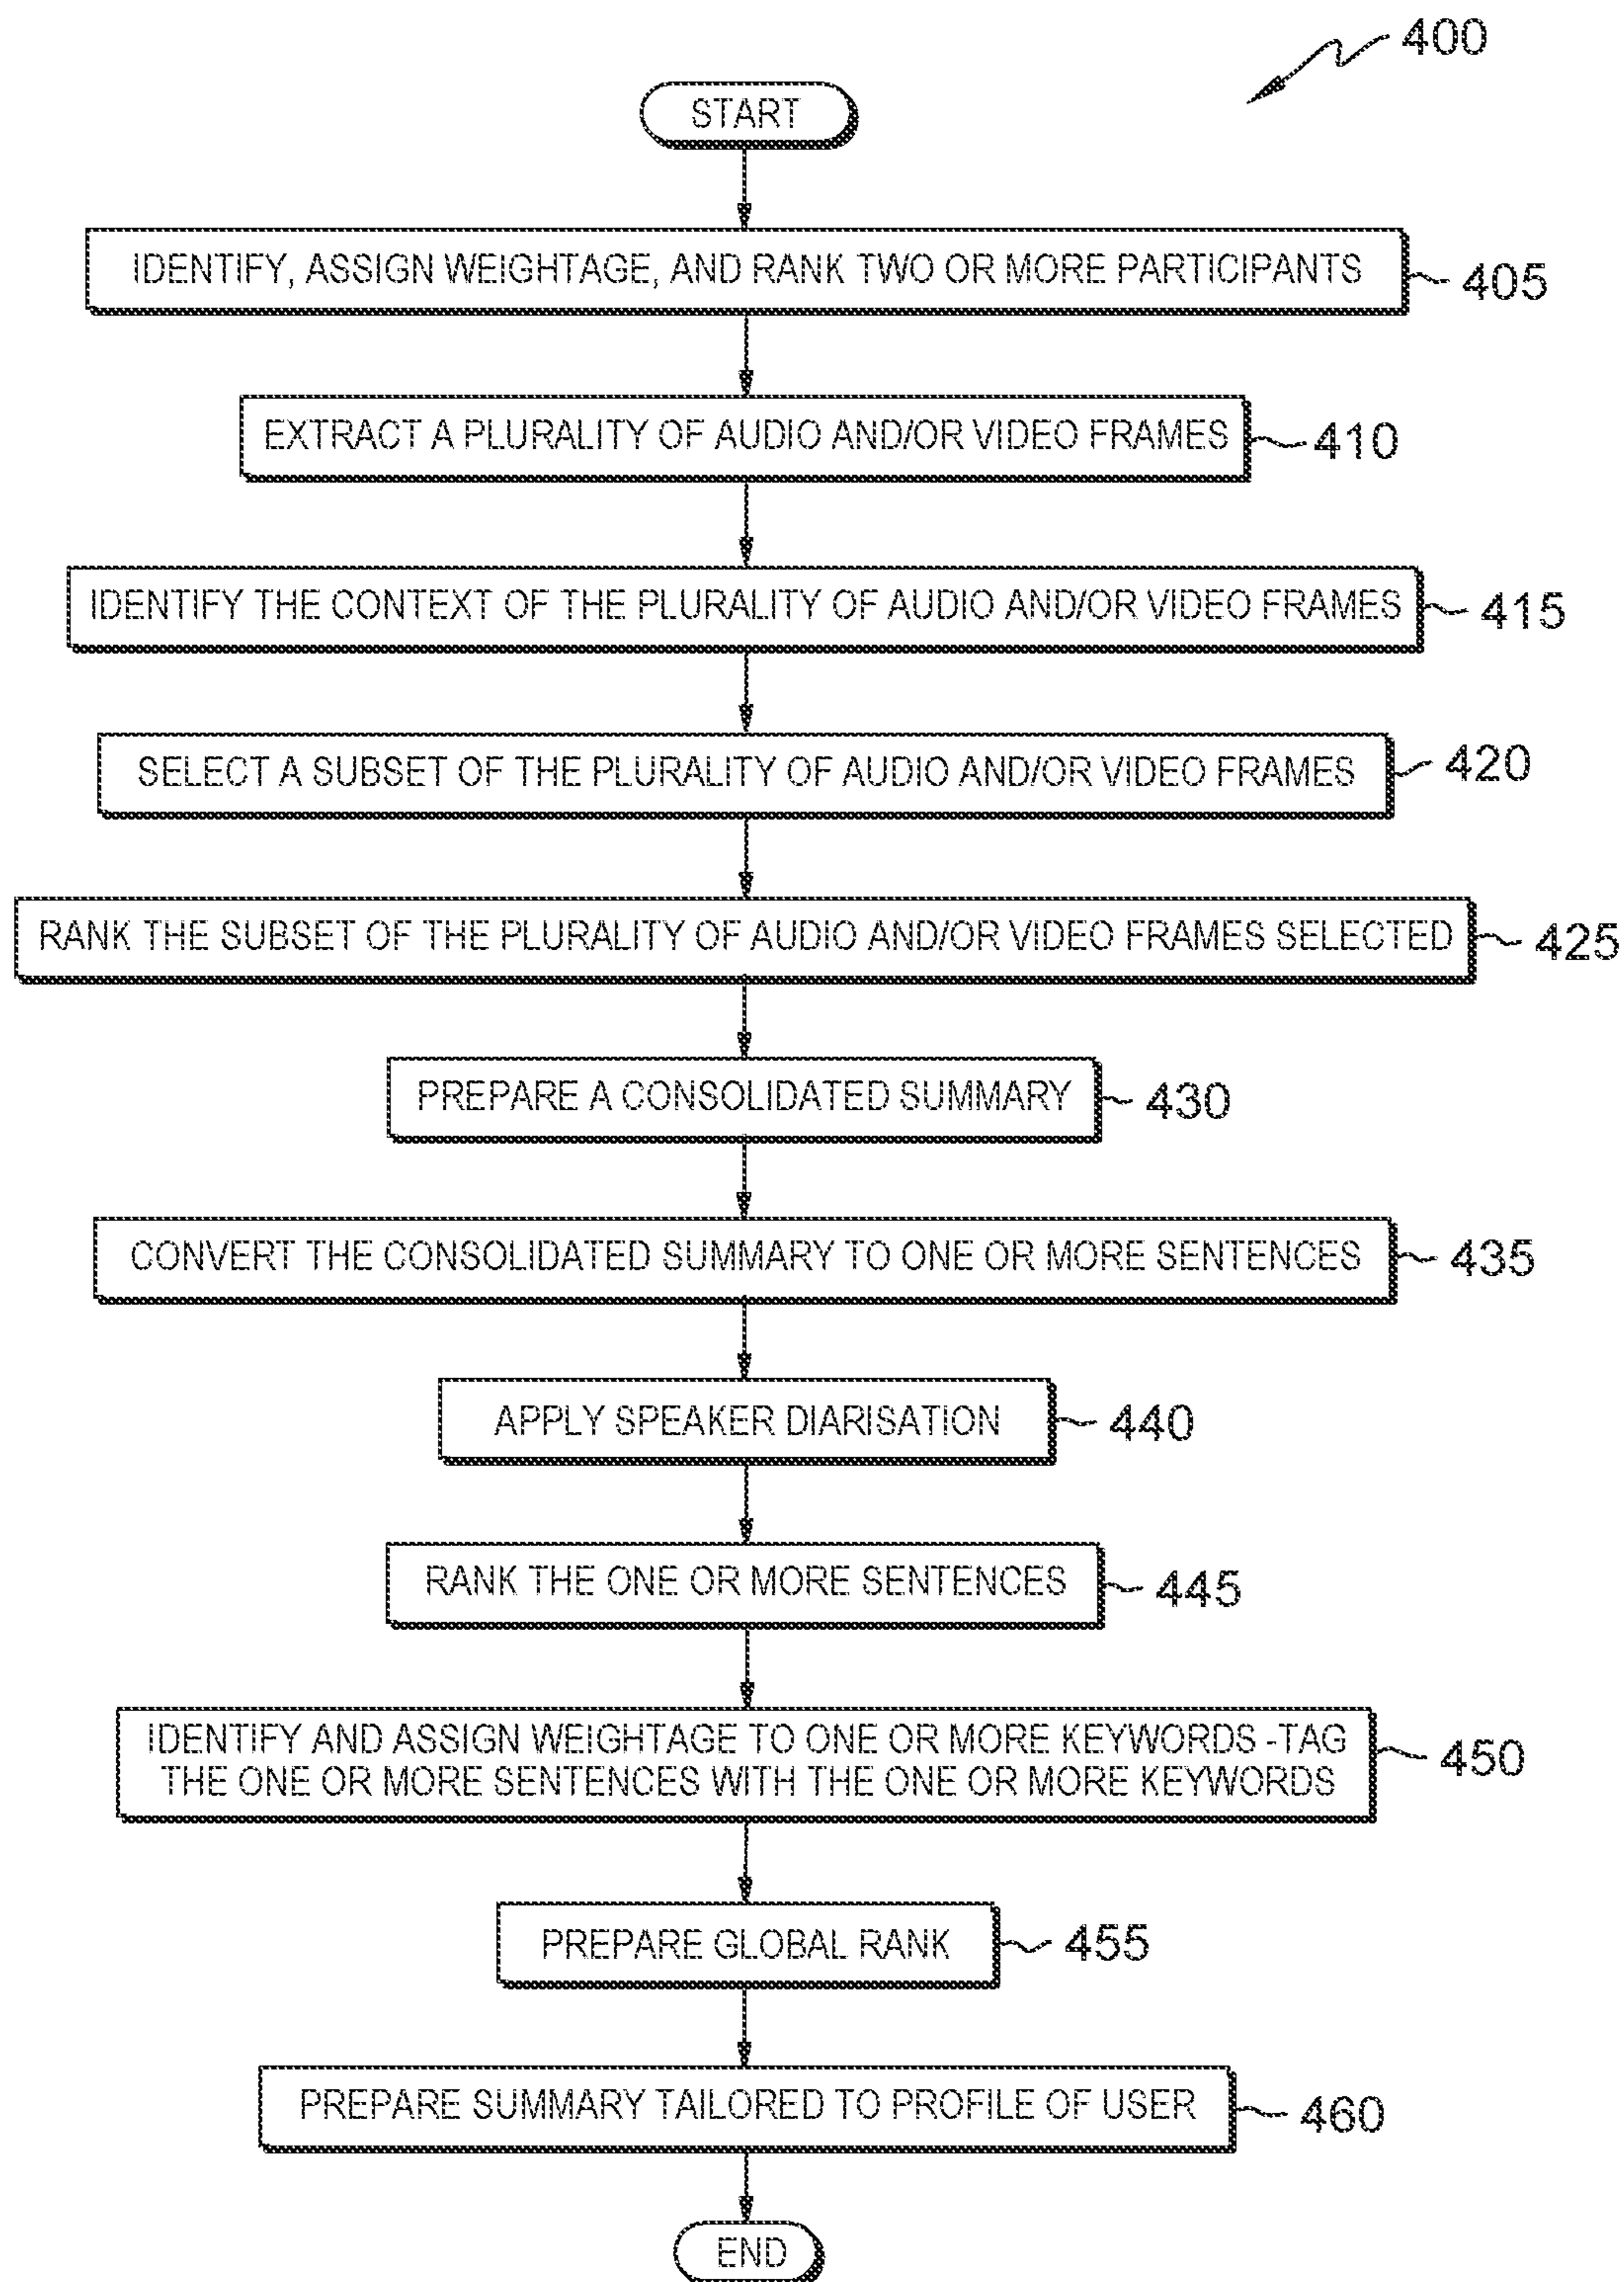 400
START
IDENTIFY, ASSIGN WEIGHTAGE, AND RANK TWO OR MORE PARTICIPANTS
405
EXTRACT A PLURALITY OF AUDIO AND/OR VIDEO FRAMES
410
IDENTIFY THE CONTEXT OF THE PLURALITY OF AUDIO AND/OR VIDEO FRAMES
415
SELECT A SUBSET OF THE PLURALITY OF AUDIO AND/OR VIDEO FRAMES
420
RANK THE SUBSET OF THE PLURALITY OF AUDIO AND/OR VIDEO FRAMES SELECTED
425
PREPARE A CONSOLIDATED SUMMARY
430
CONVERT THE CONSOLIDATED SUMMARY TO ONE OR MORE SENTENCES
435
APPLY SPEAKER DIARISATION
440
RANK THE ONE OR MORE SENTENCES
445
IDENTIFY AND ASSIGN WEIGHTAGE TO ONE OR MORE KEYWORDS -TAG
THE ONE OR MORE SENTENCES WITH THE ONE OR MORE KEYWORDS
450
PREPARE GLOBAL RANK
455
PREPARE SUMMARY TAILORED TO PROFILE OF USER
460
END